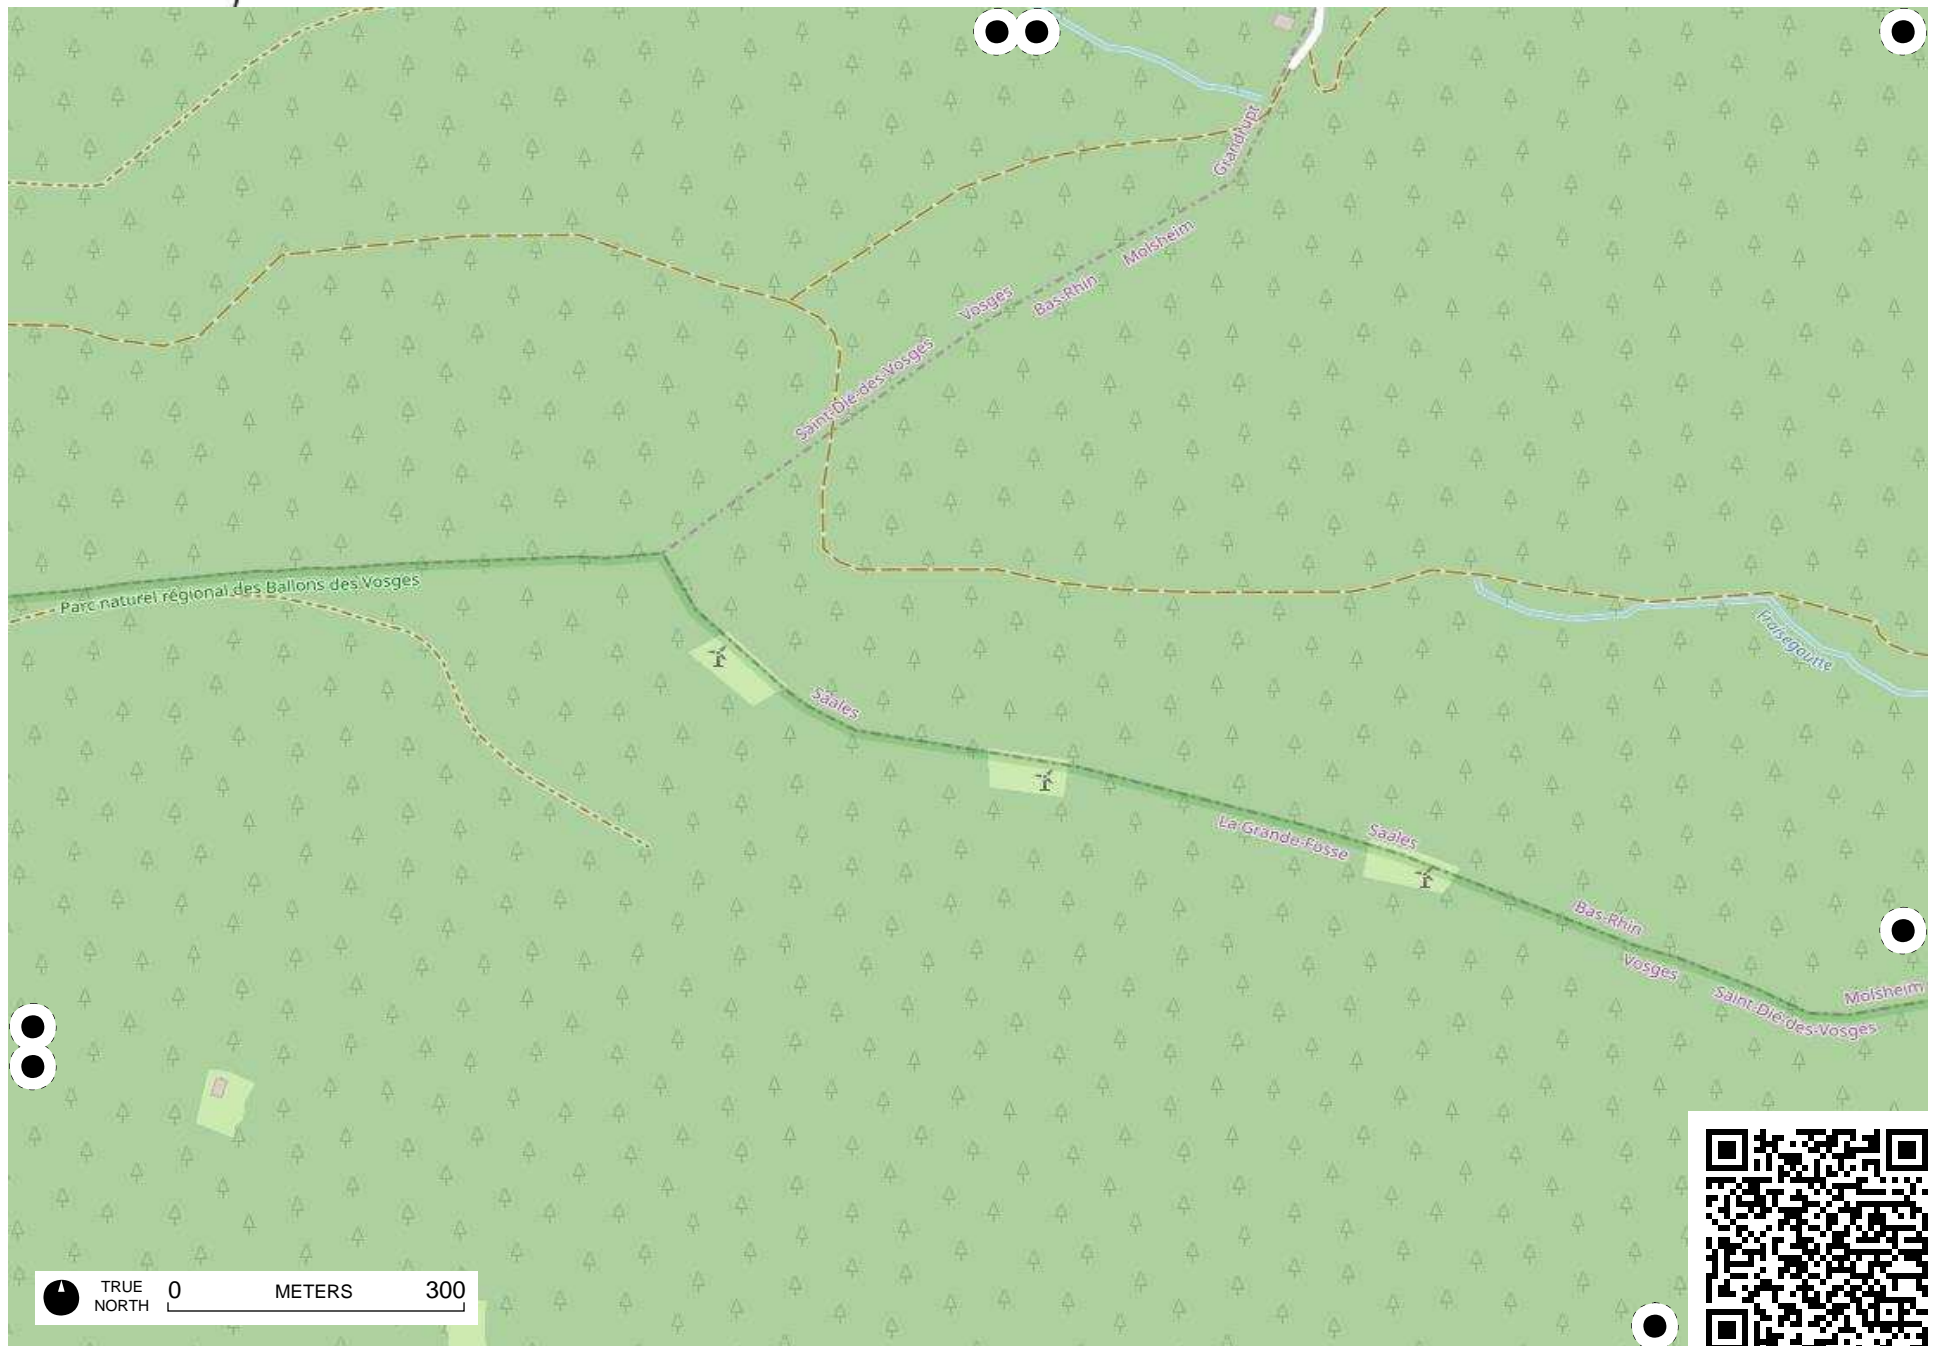 Grandrupt
Molsheim
Vosges
Bas-Rhin
Saint-Dié-des-Vosges
Parc naturel régional des Ballons des Vosges
Fraisegoutte
Saales
La Grande-Fosse
Saales
Bas-Rhin
Vosges
Saint-Dié-des-Vosges
Molsheim
TRUE
NORTH
0 METERS 300